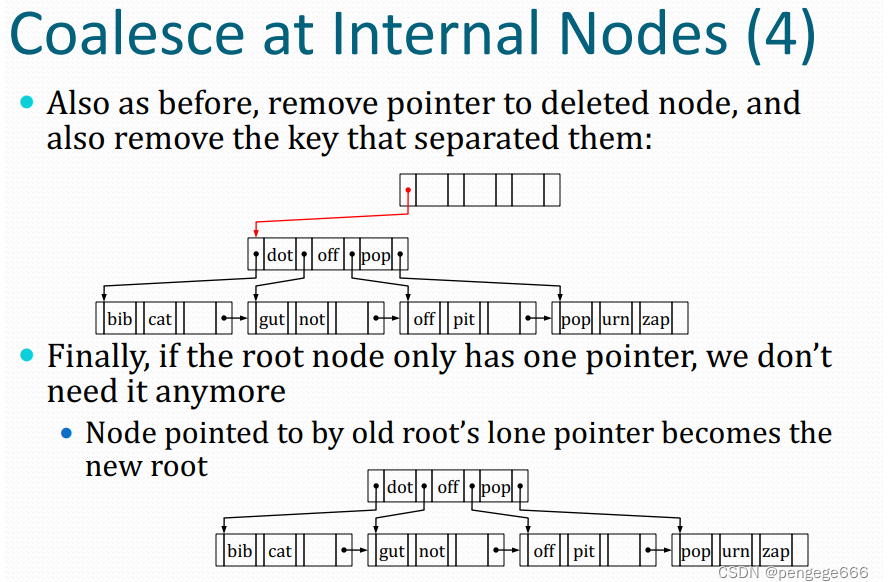 Coalesce at Internal Nodes (4)
• Also as before, remove pointer to deleted node, and
also remove the key that separated them:
dot off pop
bib cat gut not off pit pop urn zap
• Finally, if the root node only has one pointer, we don't
need it anymore
• Node pointed to by old root's lone pointer becomes the
new root
dot off pop
bib cat gut not off pit pop urn zap
CSDN @pengege666